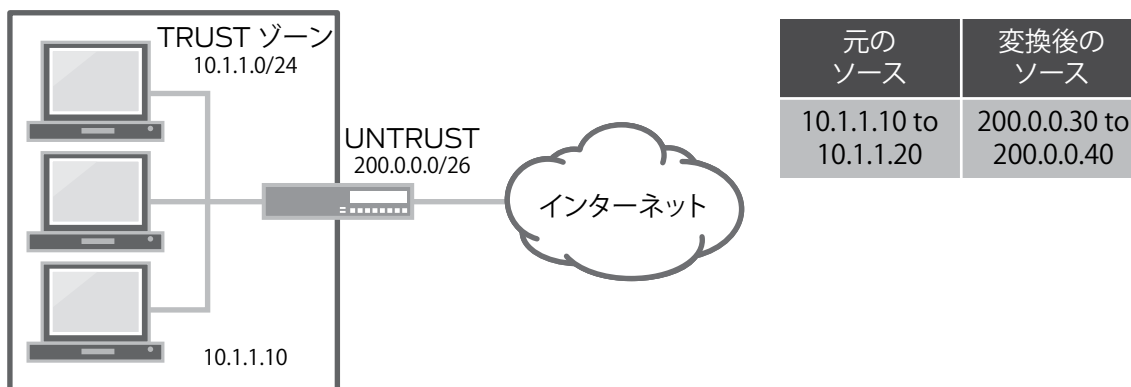 TRUST ゾーン
10.1.1.0/24
UNTRUST
200.0.0.0/26
インターネット
10.1.1.10
元の
ソース
変換後の
ソース
10.1.1.10 to
10.1.1.20
200.0.0.30 to
200.0.0.40